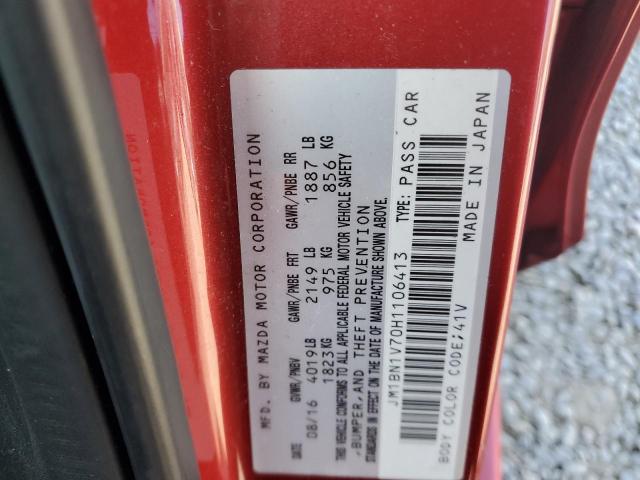 MFD. BY MAZDA MOTOR CORPORATION
DATE GVWR/PNBV GAWR/PNBE FRT GAWR/PNBE RR
08/16 4019LB 2149 LB 1887 LB
1823KG 975 KG 856 KG
THIS VEHICLE CONFORMS TO ALL APPLICABLE FEDERAL MOTOR VEHICLE SAFETY
,BUMPER,AND THEFT PREVENTION
STANDARDS IN EFFECT ON THE DATE OF MANUFACTURE SHOWN ABOVE.
JM1BN1V70H1106413 TYPE: PASS CAR
BODY COLOR CODE;41V MADE IN JAPAN